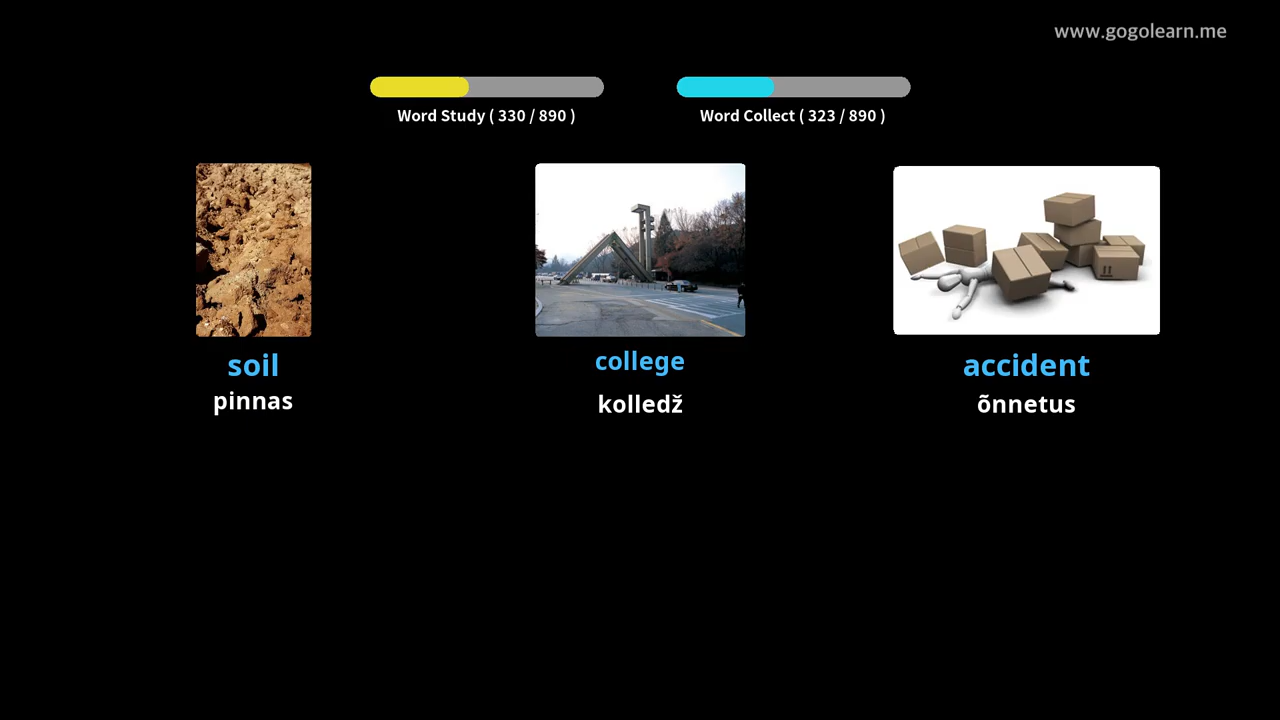 www.gogolearn.me
Word Study ( 330 / 890 )
Word Collect ( 323 / 890 )
soil
pinnas
college
kolledž
accident
õnnetus